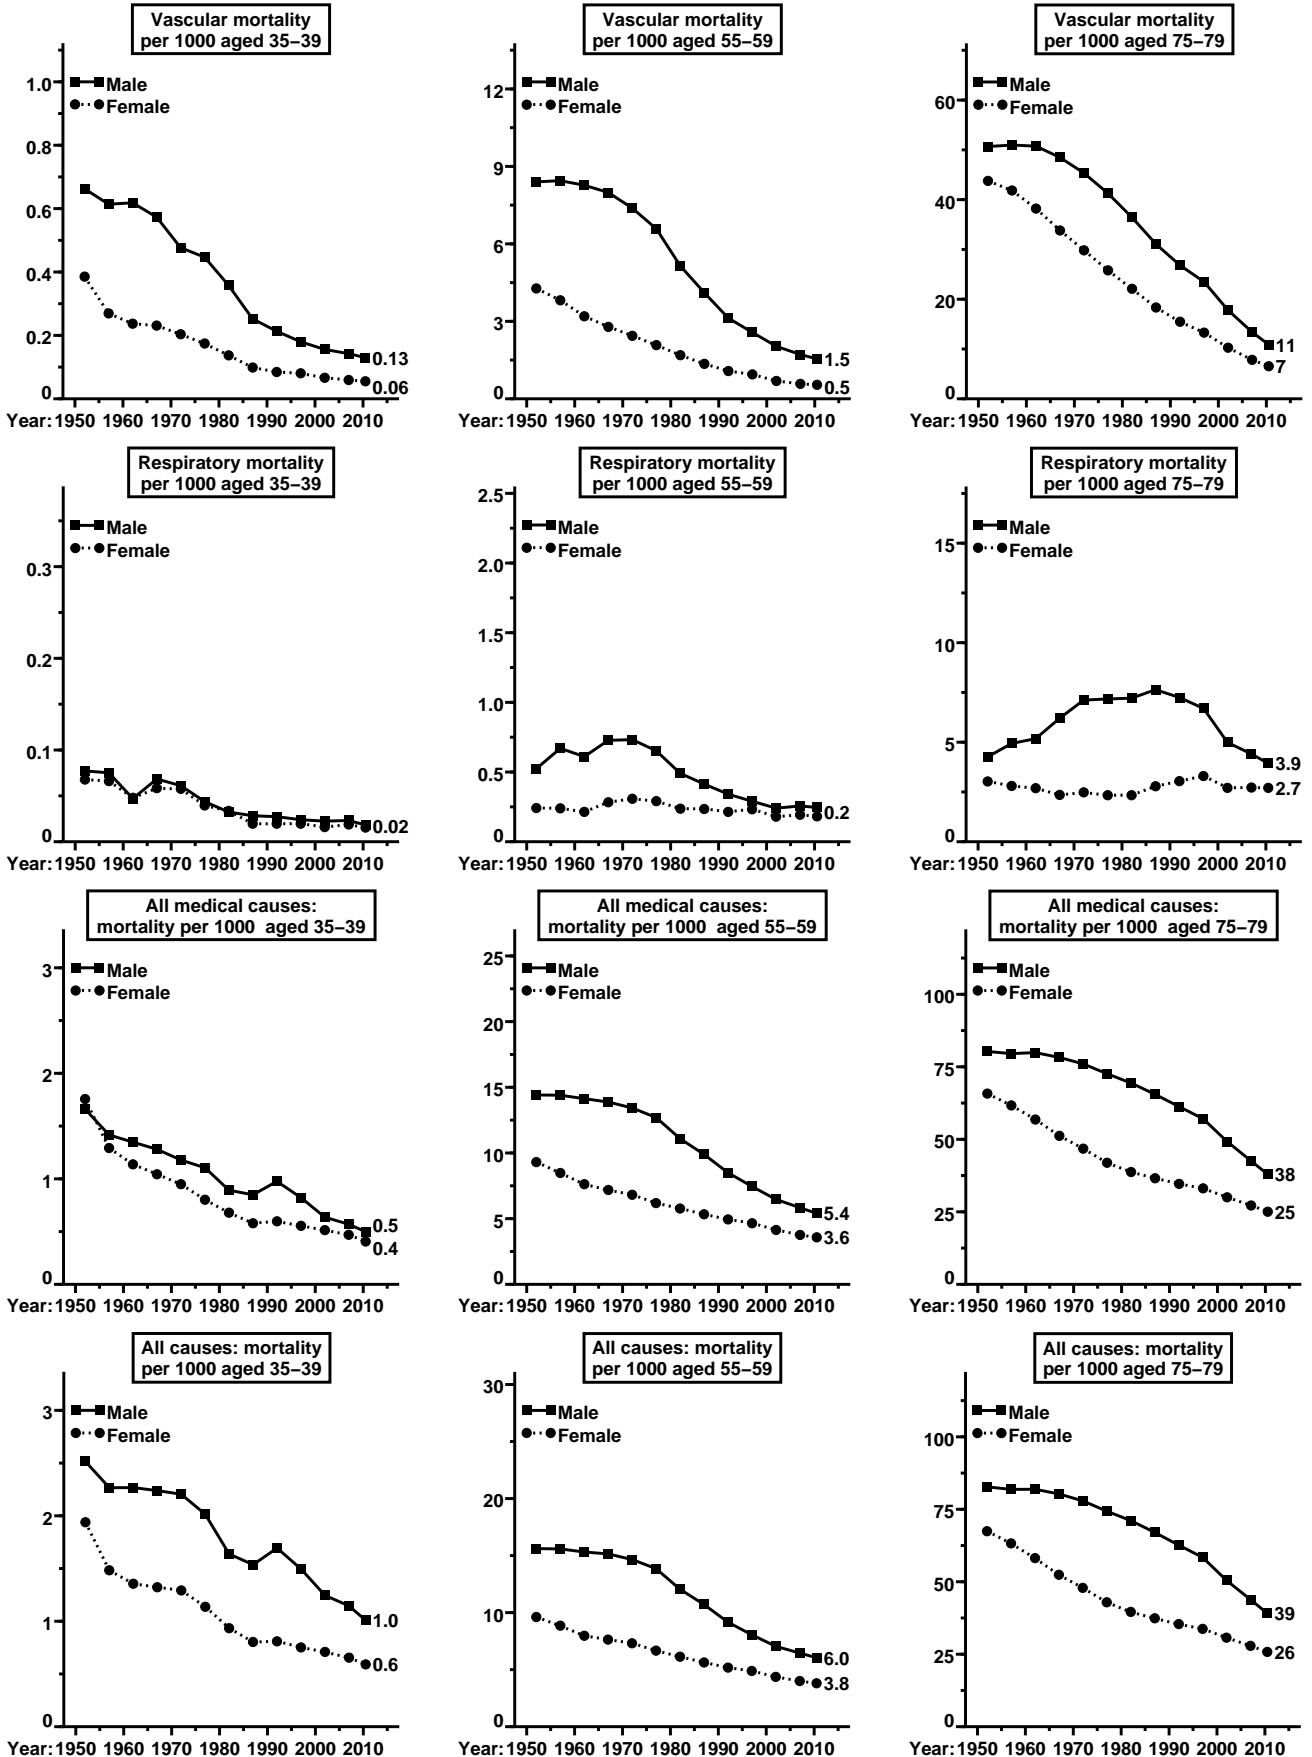 Vascular mortality
per 1000 aged 35–39
1.0
0.8
0.6
0.4
0.2
0
Male
Female
0.13
0.06
Year: 1950 1960 1970 1980 1990 2000 2010
Vascular mortality
per 1000 aged 55–59
12
9
6
3
0
Male
Female
1.5
0.5
Year: 1950 1960 1970 1980 1990 2000 2010
Vascular mortality
per 1000 aged 75–79
60
40
20
0
Male
Female
11
7
Year: 1950 1960 1970 1980 1990 2000 2010
Respiratory mortality
per 1000 aged 35–39
0.3
0.2
0.1
0
Male
Female
0.02
Year: 1950 1960 1970 1980 1990 2000 2010
Respiratory mortality
per 1000 aged 55–59
2.5
2.0
1.5
1.0
0.5
0
Male
Female
0.2
Year: 1950 1960 1970 1980 1990 2000 2010
Respiratory mortality
per 1000 aged 75–79
15
10
5
0
Male
Female
3.9
2.7
Year: 1950 1960 1970 1980 1990 2000 2010
All medical causes:
mortality per 1000 aged 35–39
3
2
1
0
Male
Female
0.5
0.4
Year: 1950 1960 1970 1980 1990 2000 2010
All medical causes:
mortality per 1000 aged 55–59
25
20
15
10
5
0
Male
Female
5.4
3.6
Year: 1950 1960 1970 1980 1990 2000 2010
All medical causes:
mortality per 1000 aged 75–79
100
75
50
25
0
Male
Female
38
25
Year: 1950 1960 1970 1980 1990 2000 2010
All causes: mortality
per 1000 aged 35–39
3
2
1
0
Male
Female
1.0
0.6
Year: 1950 1960 1970 1980 1990 2000 2010
All causes: mortality
per 1000 aged 55–59
30
20
10
0
Male
Female
6.0
3.8
Year: 1950 1960 1970 1980 1990 2000 2010
All causes: mortality
per 1000 aged 75–79
100
75
50
25
0
Male
Female
39
26
Year: 1950 1960 1970 1980 1990 2000 2010